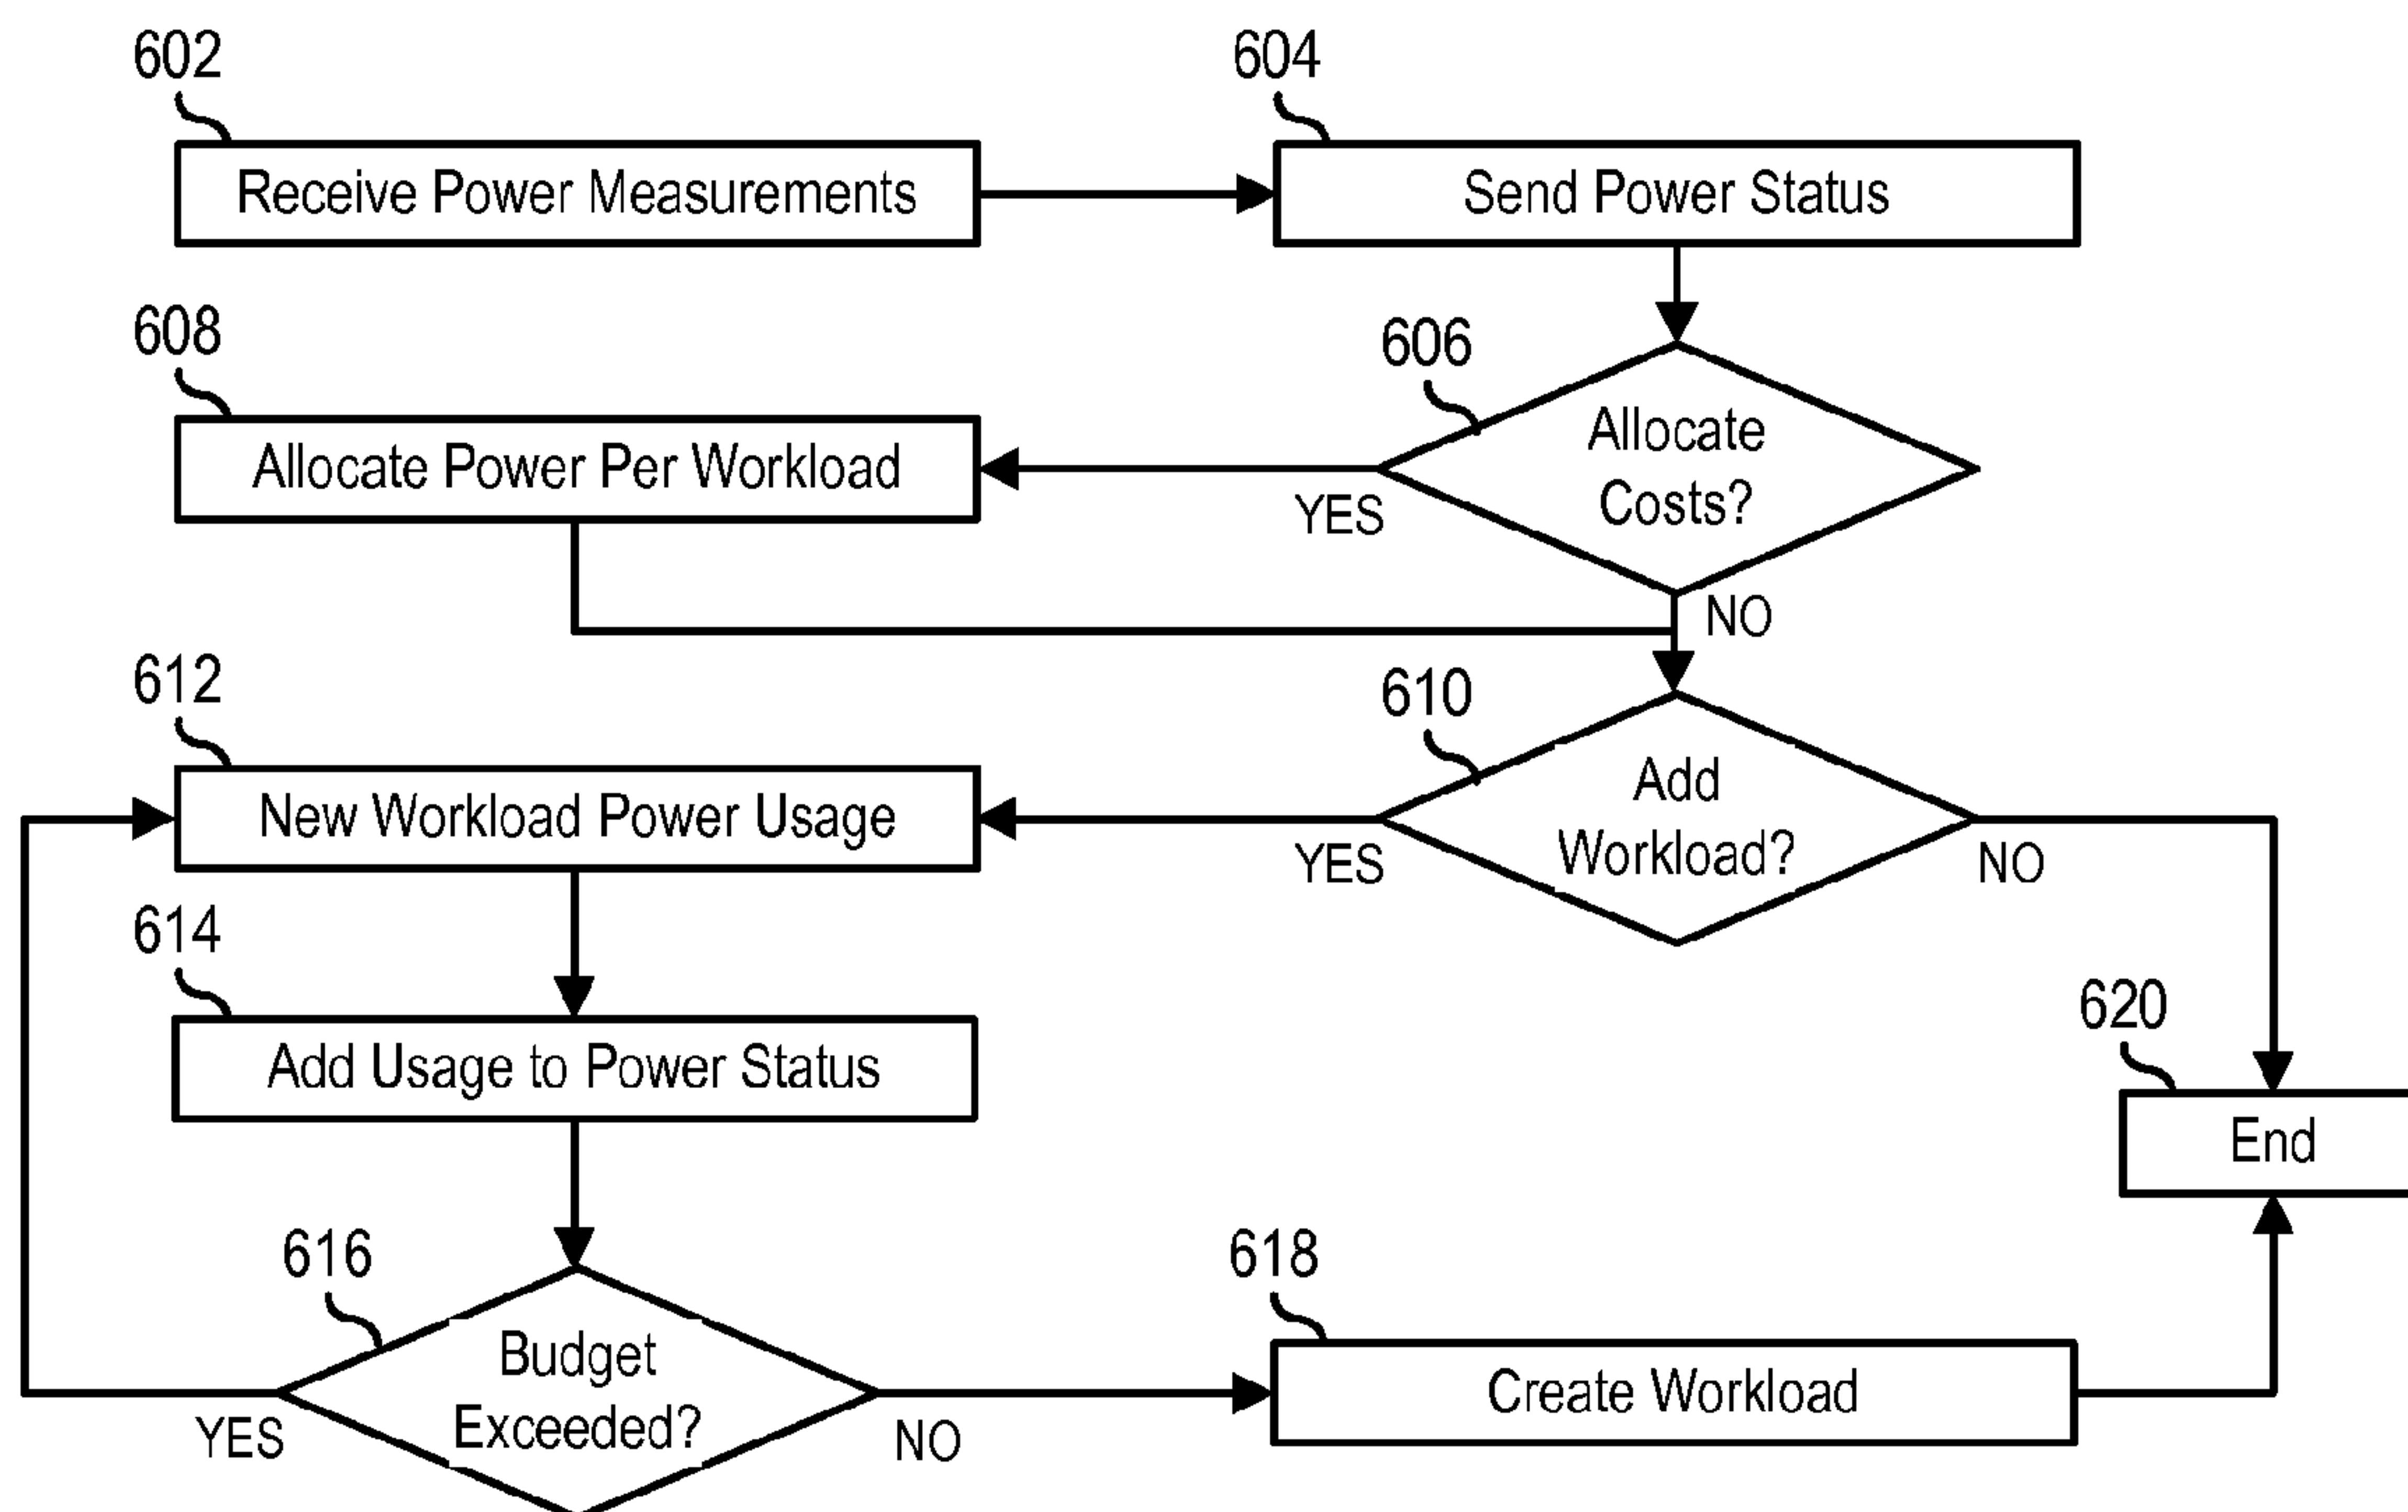 602
604
Receive Power Measurements
Send Power Status
608
606
Allocate Power Per Workload
Allocate
Costs?
YES
NO
612
610
New Workload Power Usage
Add
Workload?
YES
NO
614
Add Usage to Power Status
620
End
616
618
Budget
Exceeded?
Create Workload
YES
NO